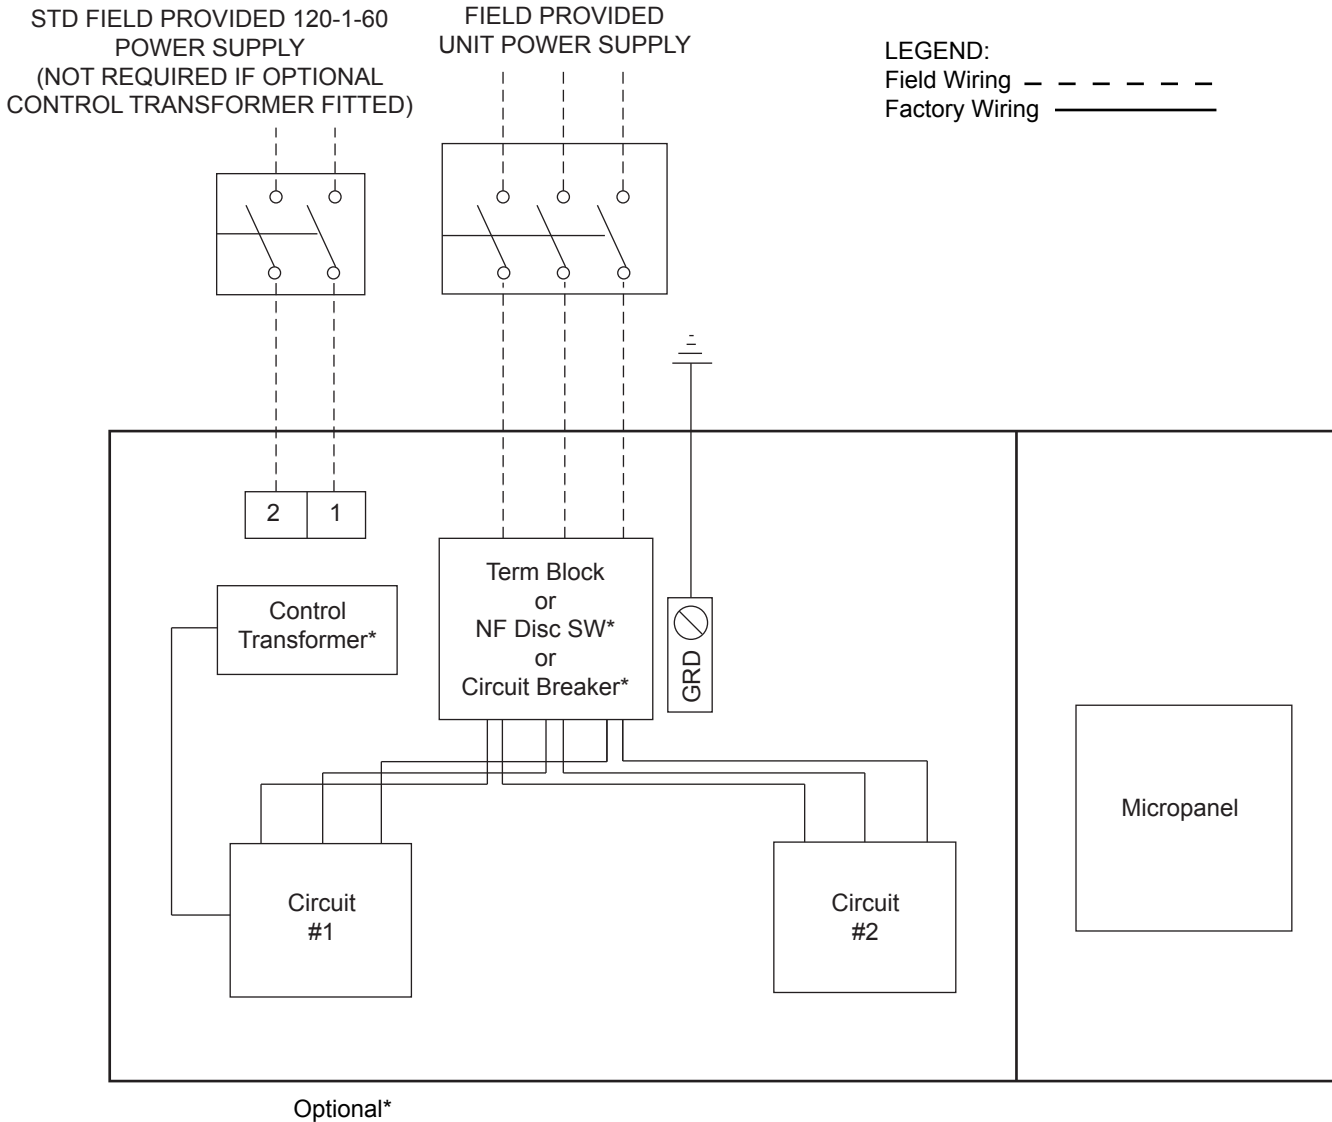 STD FIELD PROVIDED 120-1-60
POWER SUPPLY
(NOT REQUIRED IF OPTIONAL
CONTROL TRANSFORMER FITTED)
FIELD PROVIDED
UNIT POWER SUPPLY
LEGEND:
Field Wiring
Factory Wiring
2
1
Control
Transformer*
Term Block
or
NF Disc SW*
or
Circuit Breaker*
GRD
Circuit
#1
Circuit
#2
Micropanel
Optional*